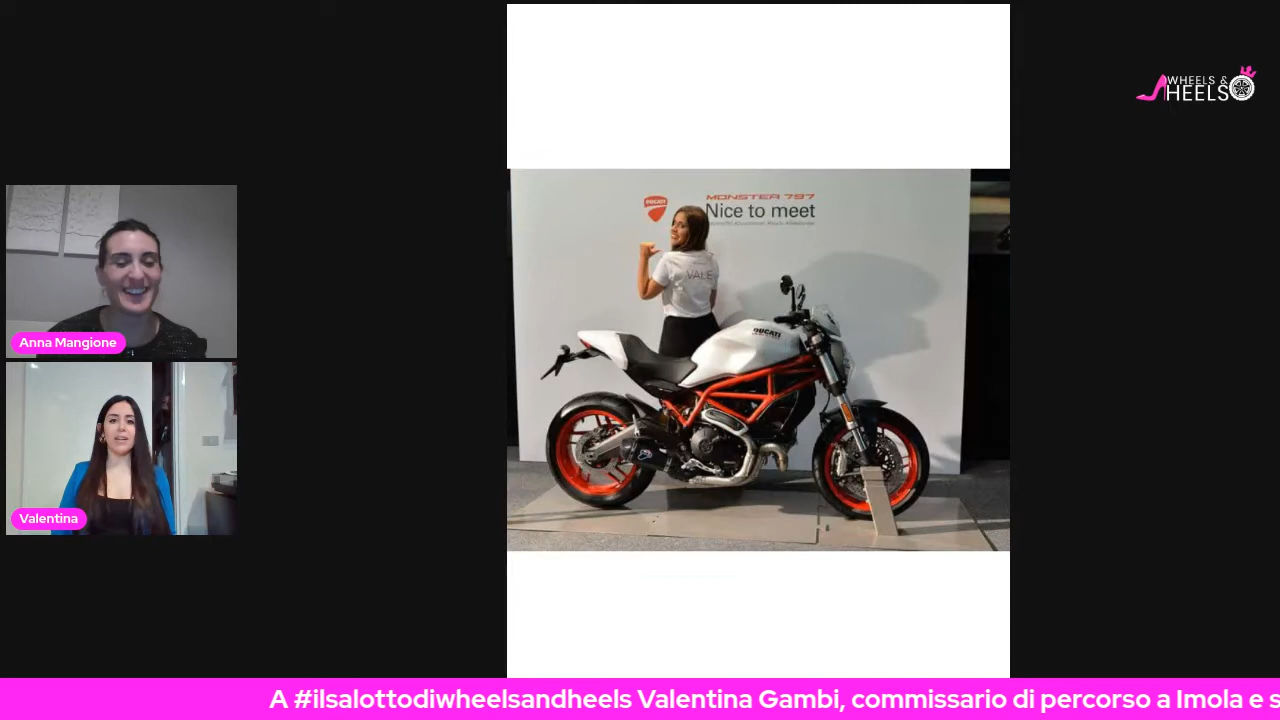 WHEELS &
HEELS
DUCATI
MONSTER 797
Nice to meet
VALE
DUCATI
Anna Mangione
Valentina
A #ilsalottodiwheelsandheels Valentina Gambi, commissario di percorso a Imola e s